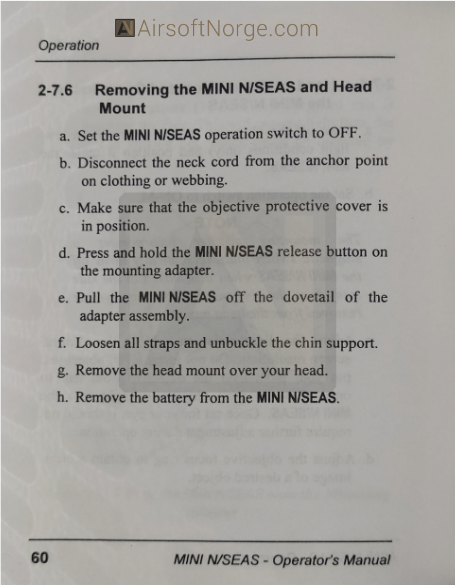 AirsoftNorge.com
Operation
2-7.6 Removing the MINI N/SEAS and Head
Mount
a. Set the MINI N/SEAS operation switch to OFF.
b. Disconnect the neck cord from the anchor point
on clothing or webbing.
c. Make sure that the objective protective cover is
in position.
d. Press and hold the MINI N/SEAS release button on
the mounting adapter.
e. Pull the MINI N/SEAS off the dovetail of the
adapter assembly.
f. Loosen all straps and unbuckle the chin support.
g. Remove the head mount over your head.
h. Remove the battery from the MINI N/SEAS.
60 MINI N/SEAS - Operator's Manual